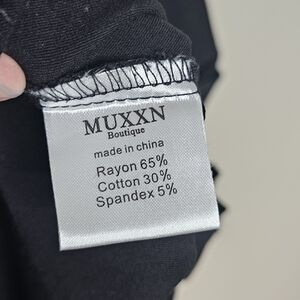 MUXXN
Boutique
made in china
Rayon 65%
Cotton 30%
Spandex 5%